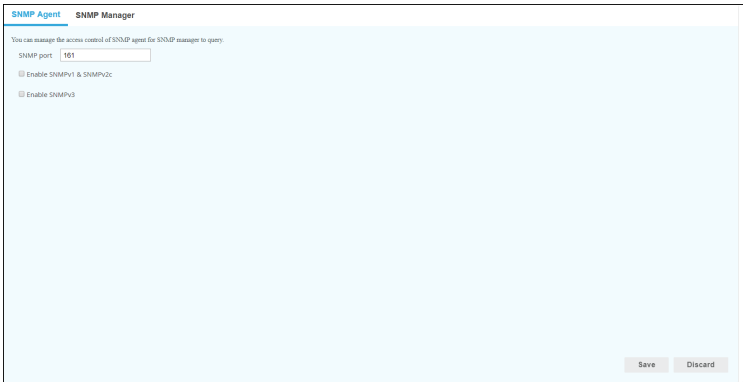 SNMP Agent SNMP Manager
You can manage the access control of SNMP agent for SNMP manager to query.
SNMP port 161
Enable SNMPv1 & SNMPv2c
Enable SNMPv3
Save Discard